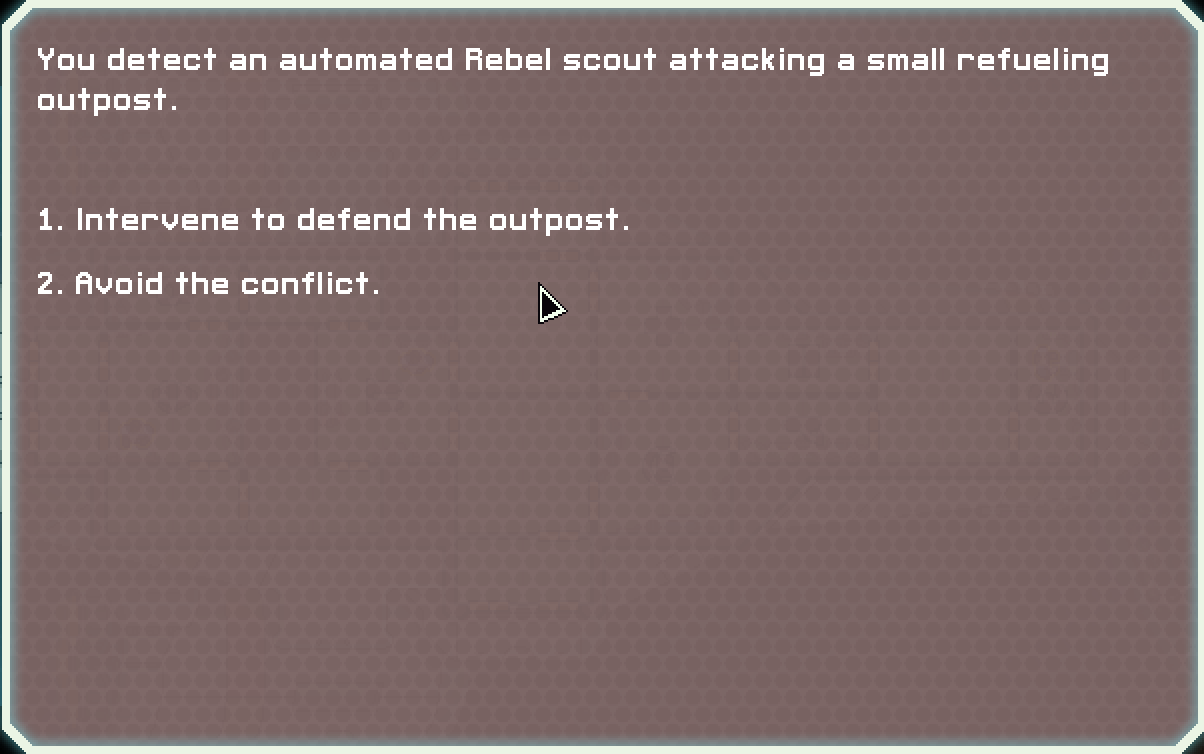 You detect an automated Rebel scout attacking a small refueling
outpost.
1. Intervene to defend the outpost.
2. Avoid the conflict.